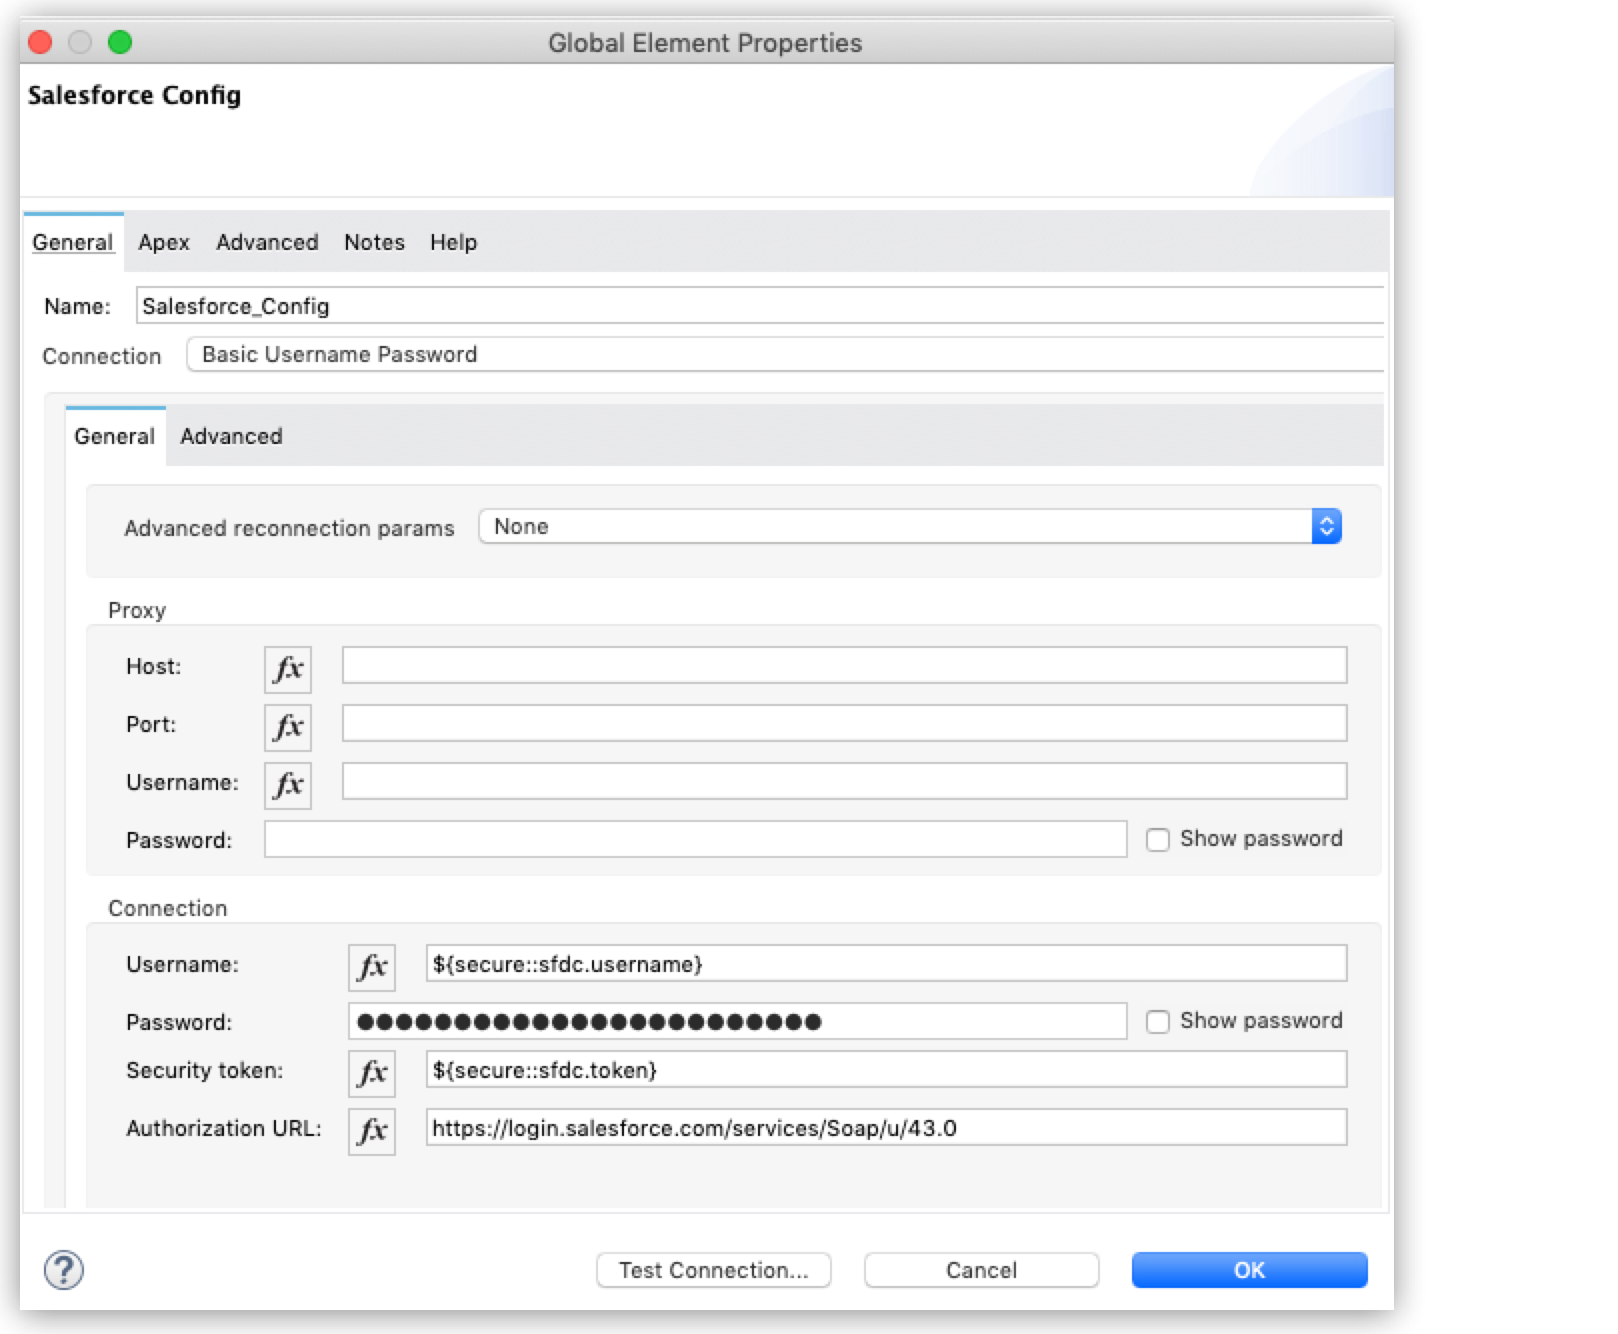 Global Element Properties
Salesforce Config
General Apex Advanced Notes Help
Name: Salesforce_Config
Connection Basic Username Password
General Advanced
Advanced reconnection params None
Proxy
Host: fx
Port: fx
Username: fx
Password: Show password
Connection
Username: fx ${secure::sfdc.username}
Password: ●●●●●●●●●●●●●●●●●●●●●●●● Show password
Security token: fx ${secure::sfdc.token}
Authorization URL: fx https://login.salesforce.com/services/Soap/u/43.0
? Test Connection... Cancel OK